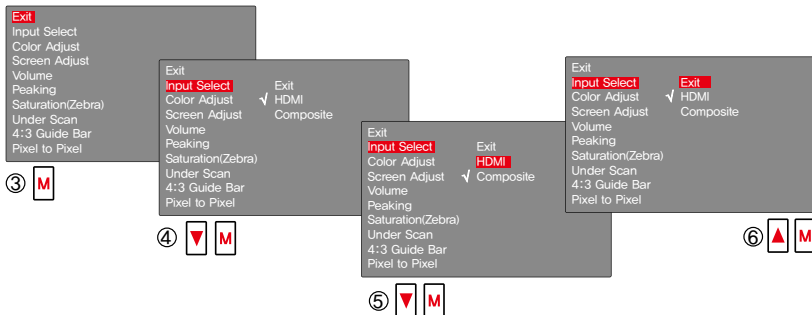 Exit
Input Select
Color Adjust
Screen Adjust
Volume
Peaking
Saturation(Zebra)
Under Scan
4:3 Guide Bar
Pixel to Pixel
③ M
Exit
Input Select Exit
Color Adjust √ HDMI
Screen Adjust Composite
Volume
Peaking
Saturation(Zebra)
Under Scan
4:3 Guide Bar
Pixel to Pixel
④ ▼ M
Exit
Input Select Exit
Color Adjust HDMI
Screen Adjust √ Composite
Volume
Peaking
Saturation(Zebra)
Under Scan
4:3 Guide Bar
Pixel to Pixel
⑤ ▼ M
Exit
Input Select Exit
Color Adjust √ HDMI
Screen Adjust Composite
Volume
Peaking
Saturation(Zebra)
Under Scan
4:3 Guide Bar
Pixel to Pixel
⑥ ▲ M